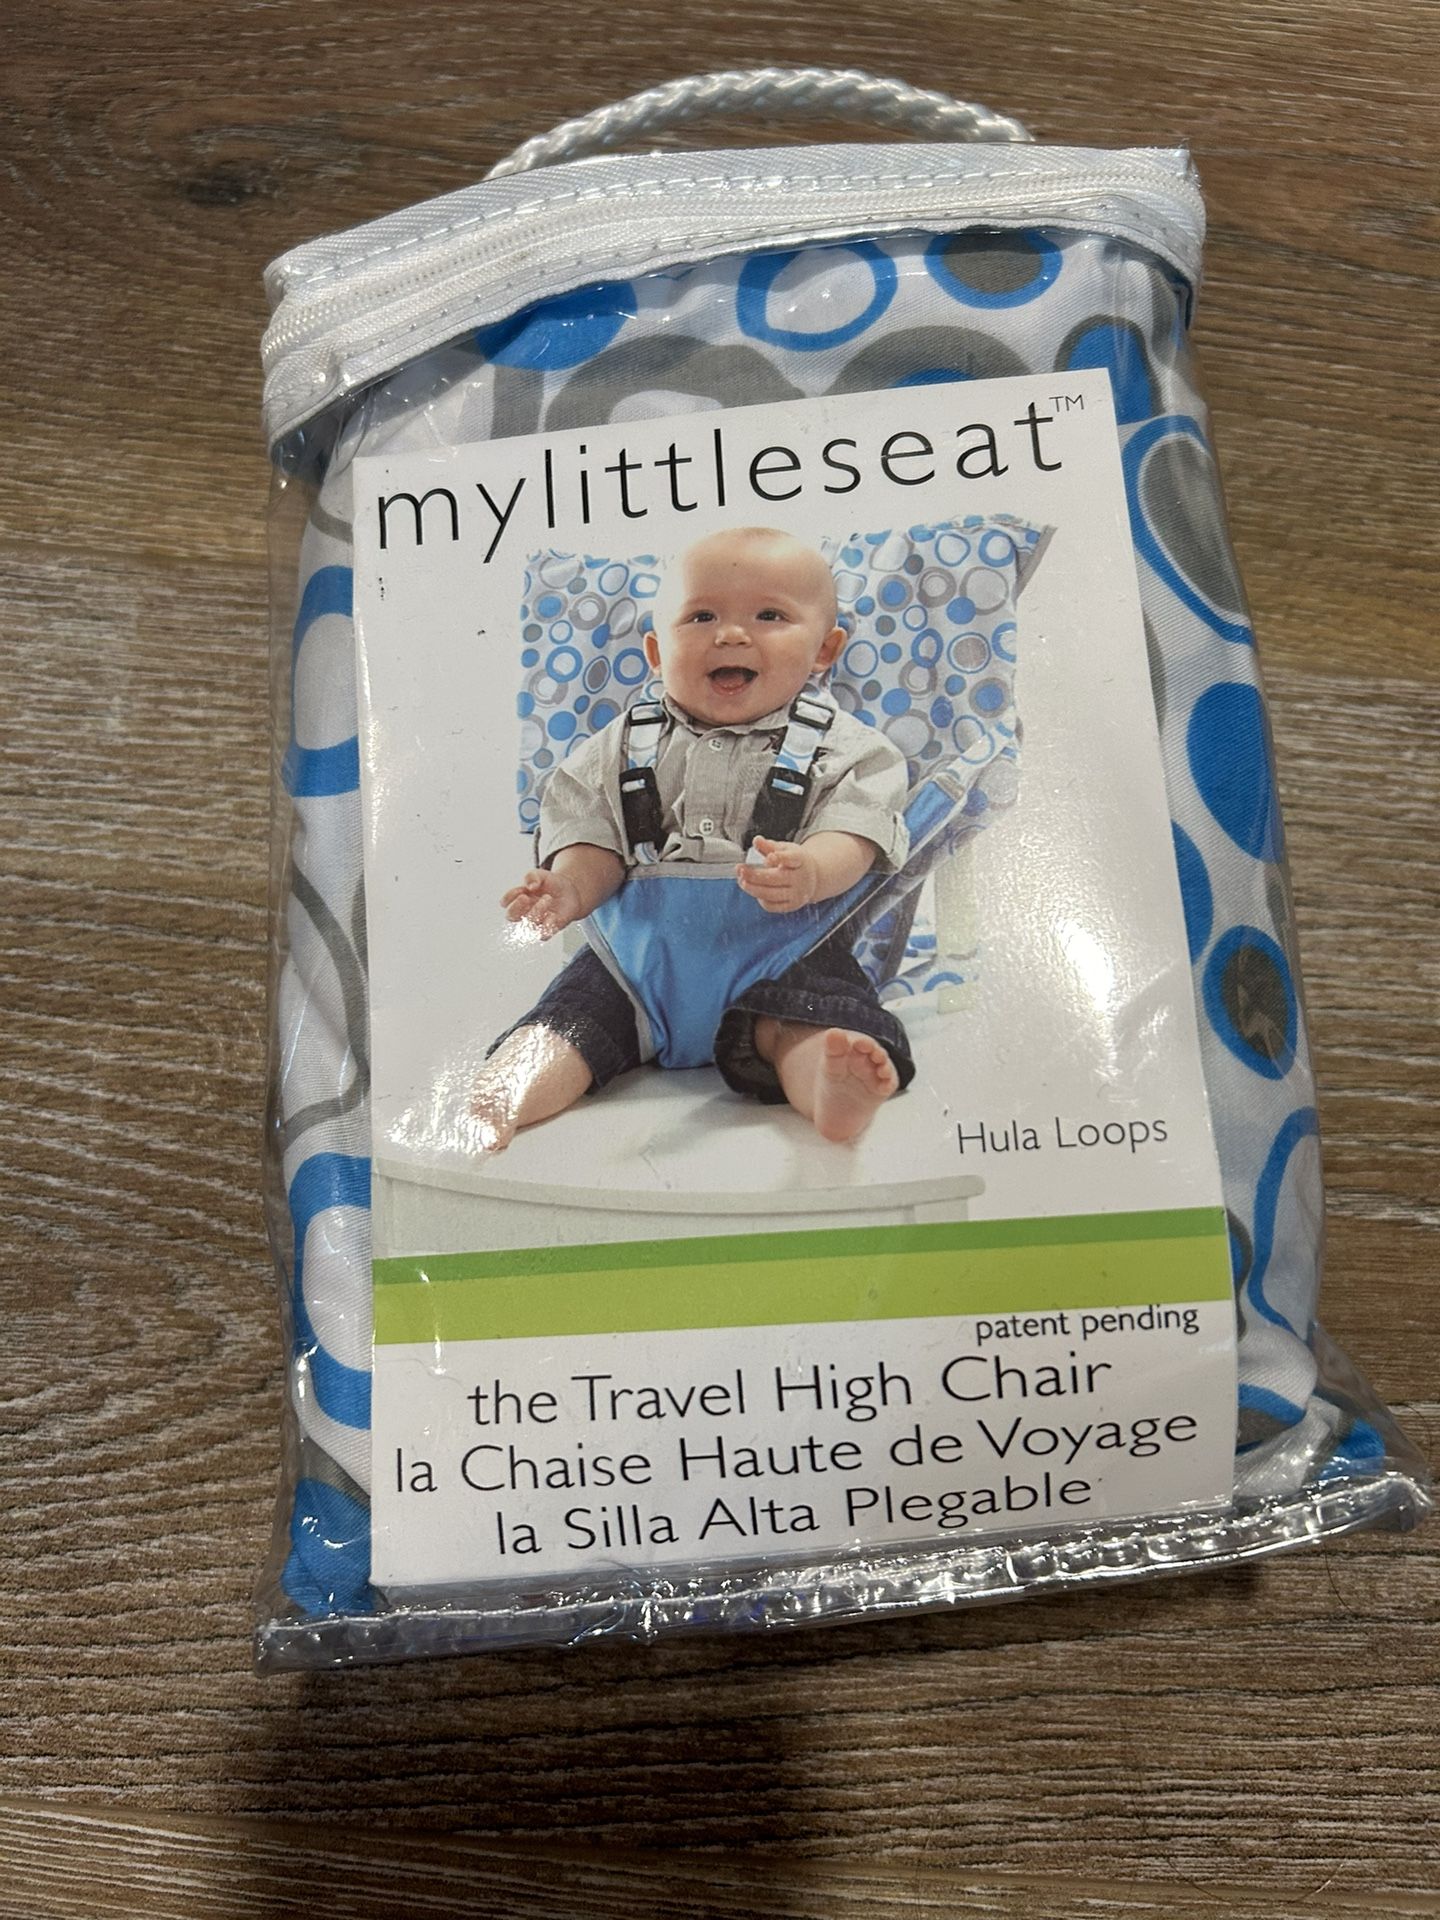 mylittleseat™
Hula Loops
patent pending
the Travel High Chair
la Chaise Haute de Voyage
la Silla Alta Plegable